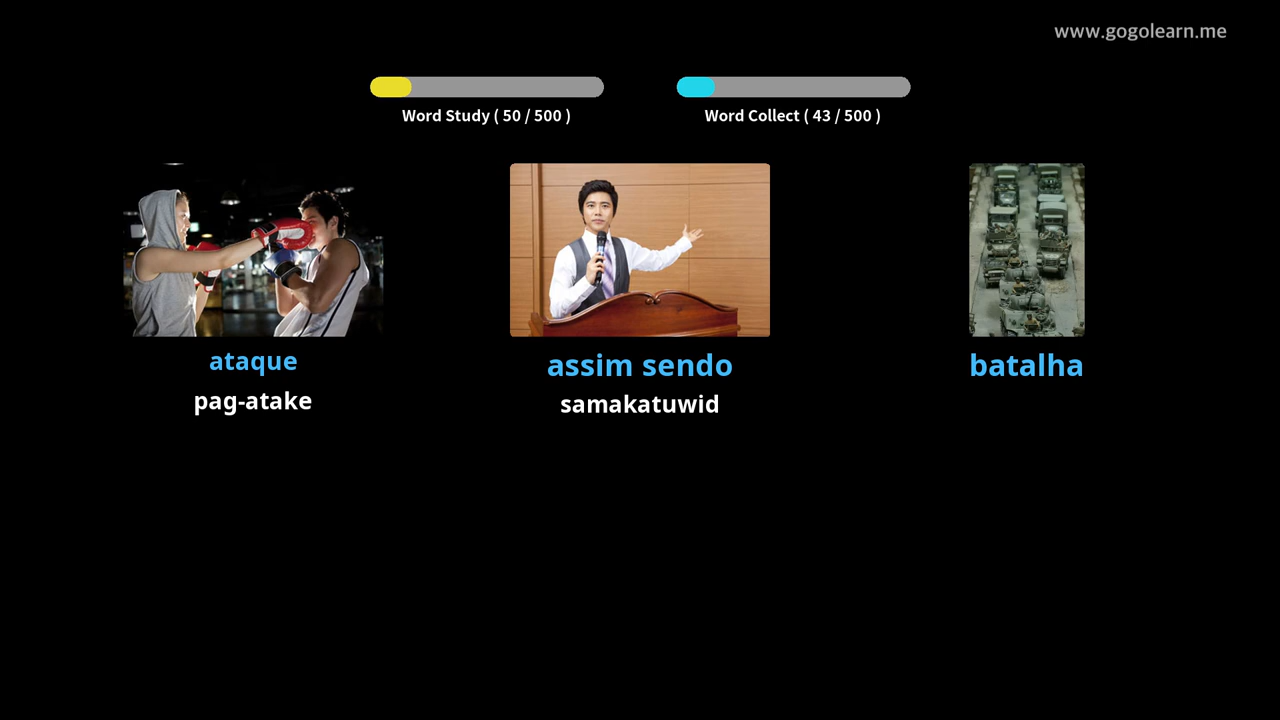 www.gogolearn.me
Word Study ( 50 / 500 )
Word Collect ( 43 / 500 )
ataque
pag-atake
assim sendo
samakatuwid
batalha